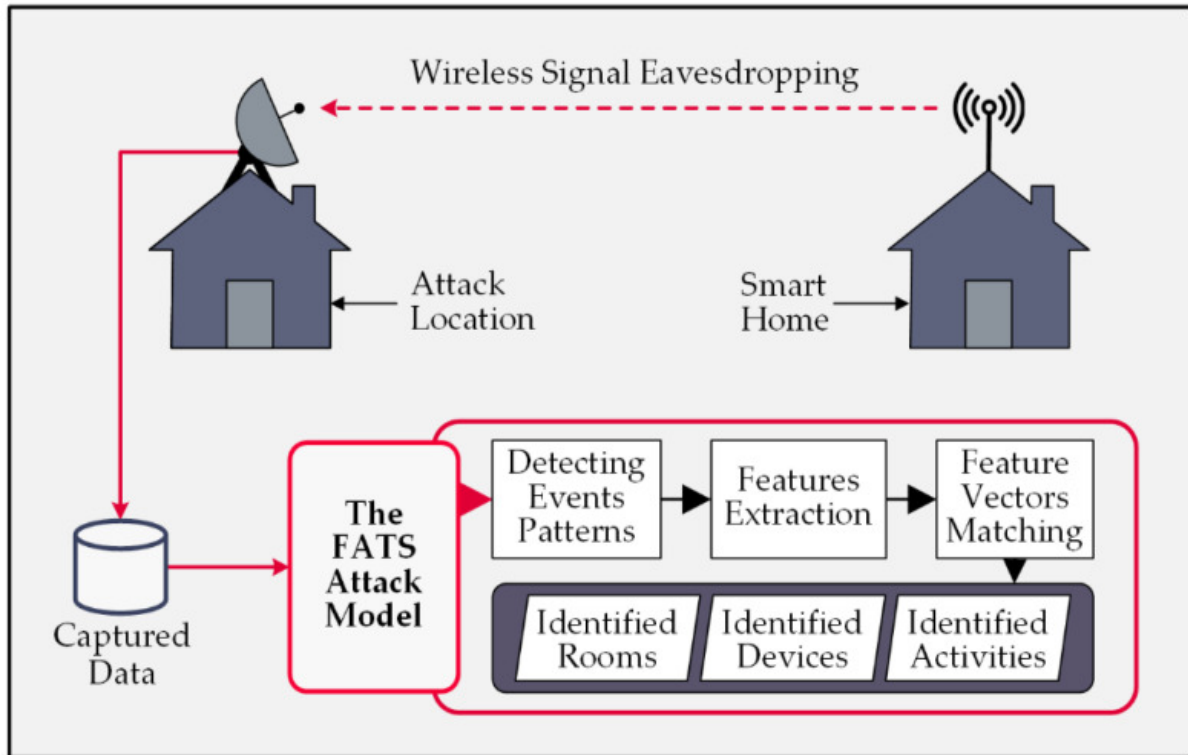 Wireless Signal Eavesdropping
Attack
Location
Smart
Home
Captured
Data
The
FATS
Attack
Model
Detecting
Events
Patterns
Features
Extraction
Feature
Vectors
Matching
Identified
Rooms
Identified
Devices
Identified
Activities